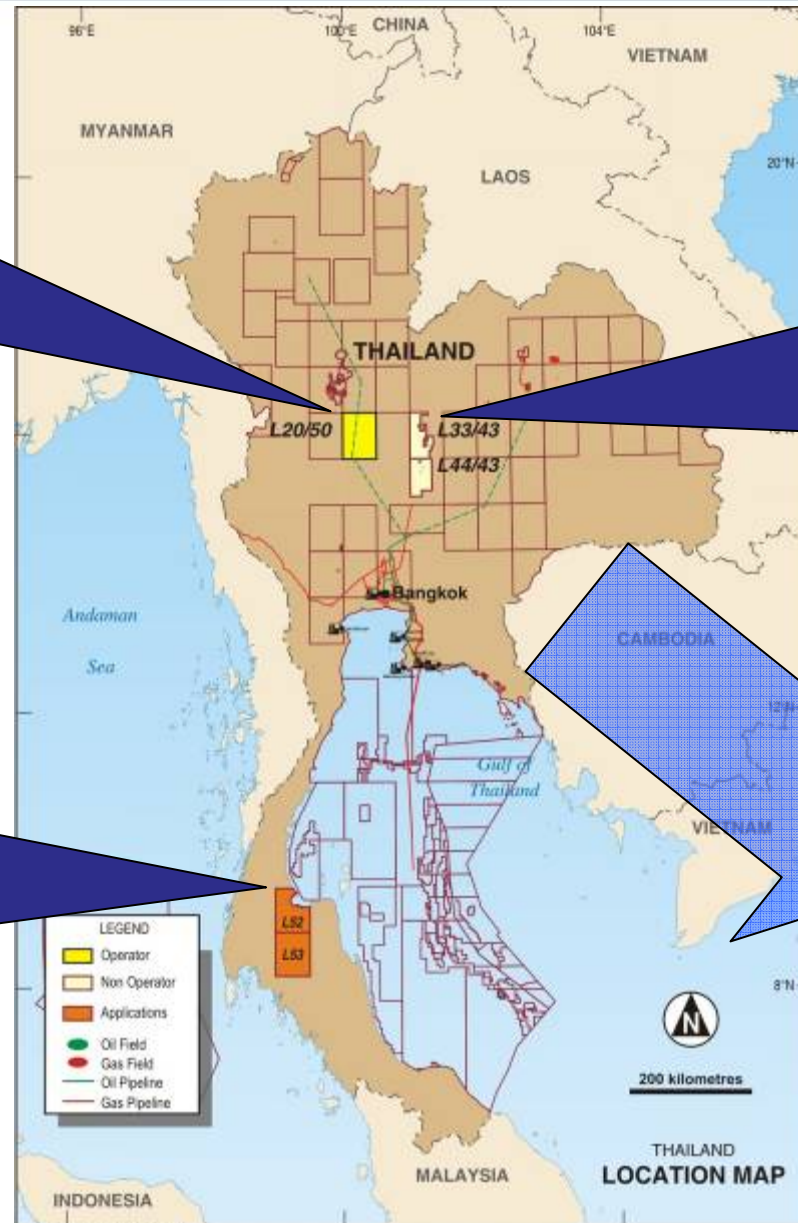 96°E
100°E
CHINA
104°E
VIETNAM
MYANMAR
LAOS
20°N
THAILAND
L20/50
L33/43
L44/43
Bangkok
Andaman
Sea
CAMBODIA
12°N
Gulf of
Thailand
VIETNAM
L52
L53
LEGEND
Operator
Non Operator
Applications
Oil Field
Gas Field
Oil Pipeline
Gas Pipeline
8°N
N
200 kilometres
THAILAND
LOCATION MAP
MALAYSIA
INDONESIA